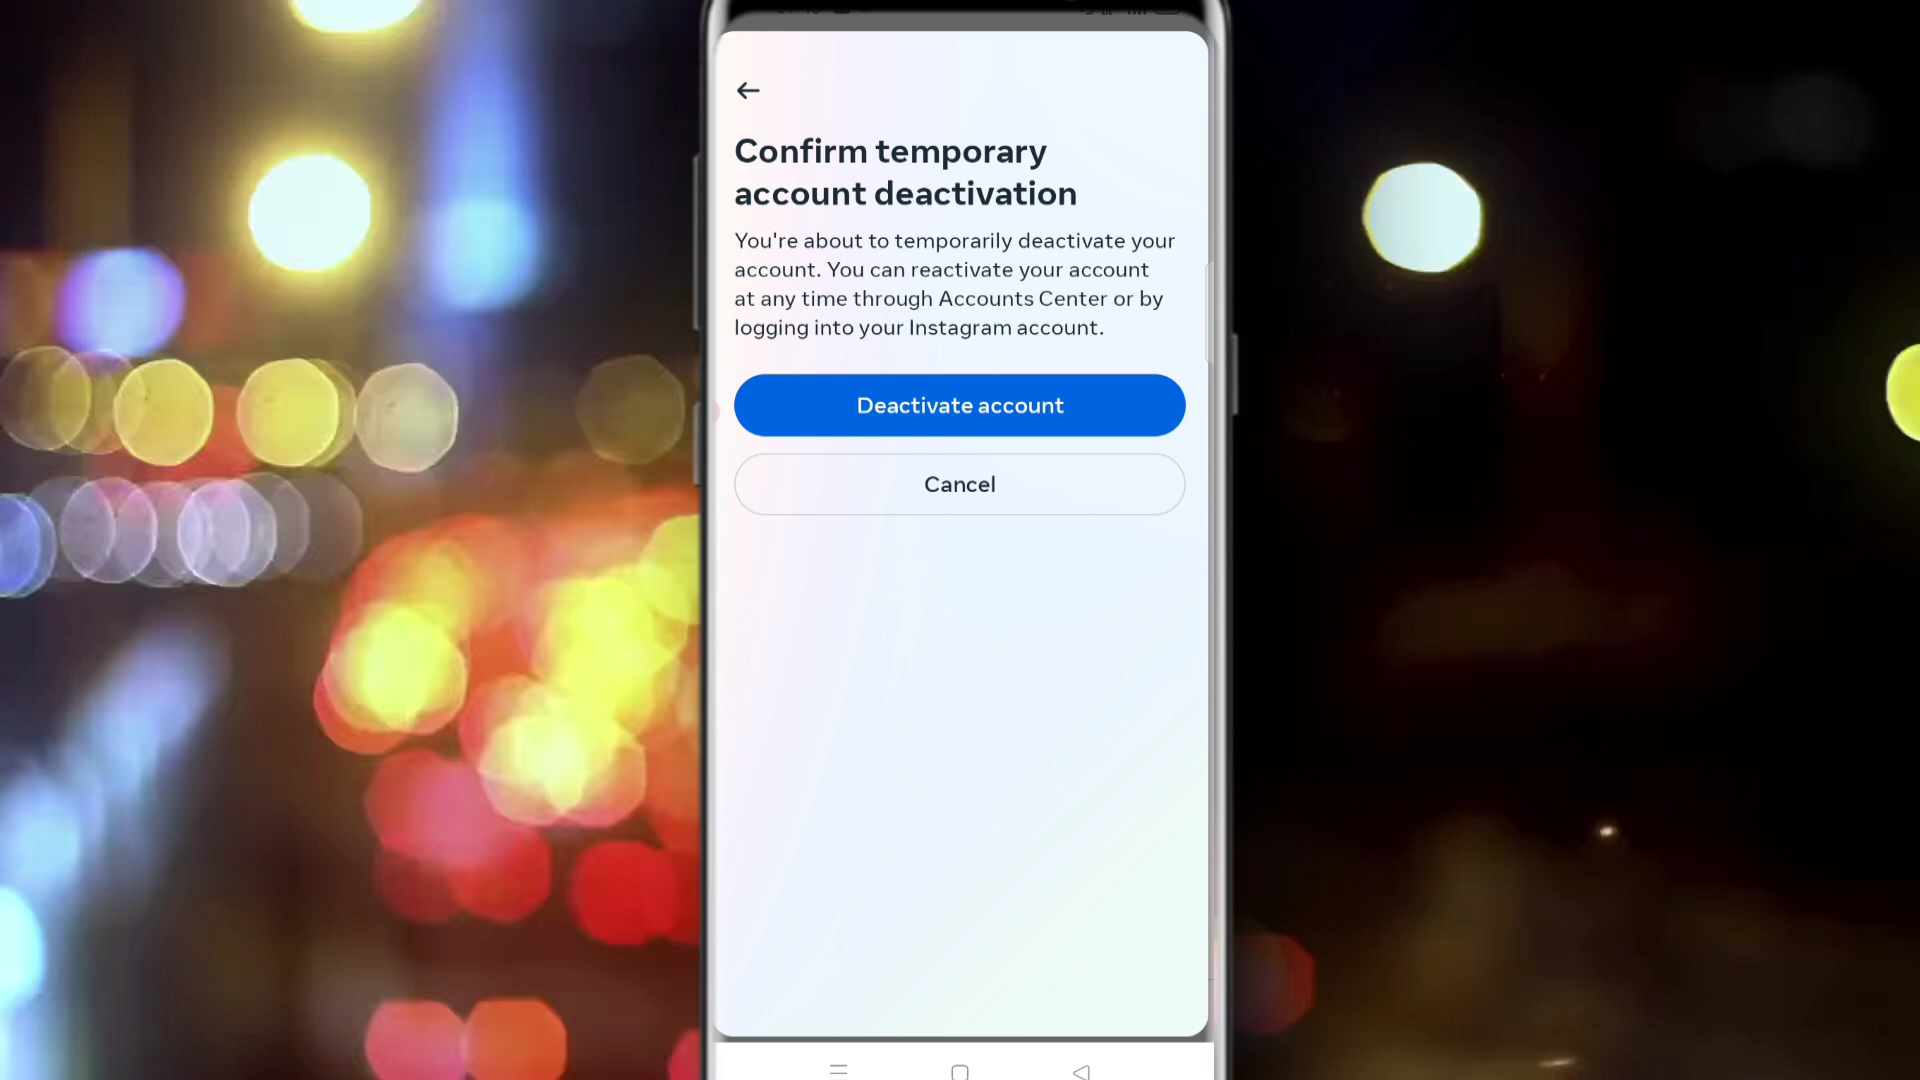 Confirm temporary
account deactivation
You're about to temporarily deactivate your
account. You can reactivate your account
at any time through Accounts Center or by
logging into your Instagram account.
Deactivate account
Cancel